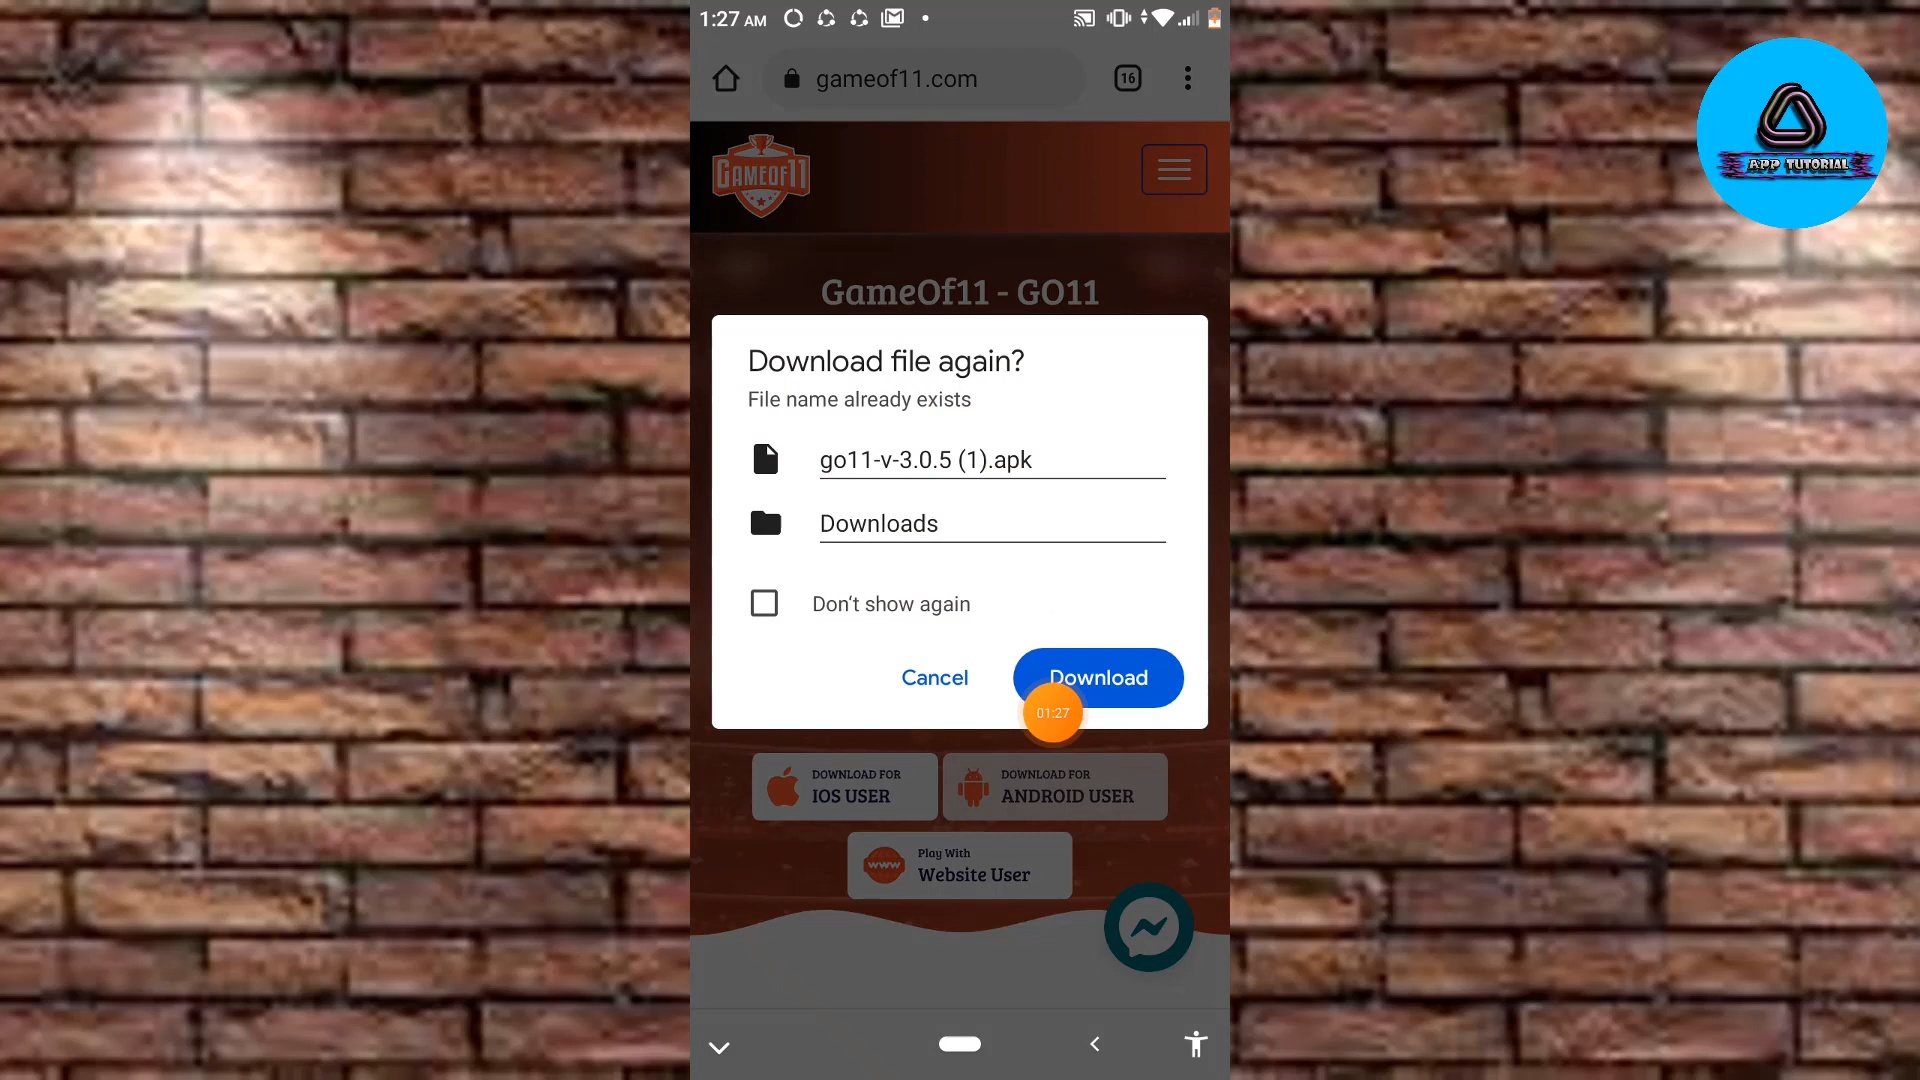 1:27 AM
gameof11.com
16
GAMEOF11
APP TUTORIAL
GameOf11 - GO11
Download file again?
File name already exists
go11-v-3.0.5 (1).apk
Downloads
Don't show again
Cancel
Download
01:27
DOWNLOAD FOR
IOS USER
DOWNLOAD FOR
ANDROID USER
www
Play With
Website User